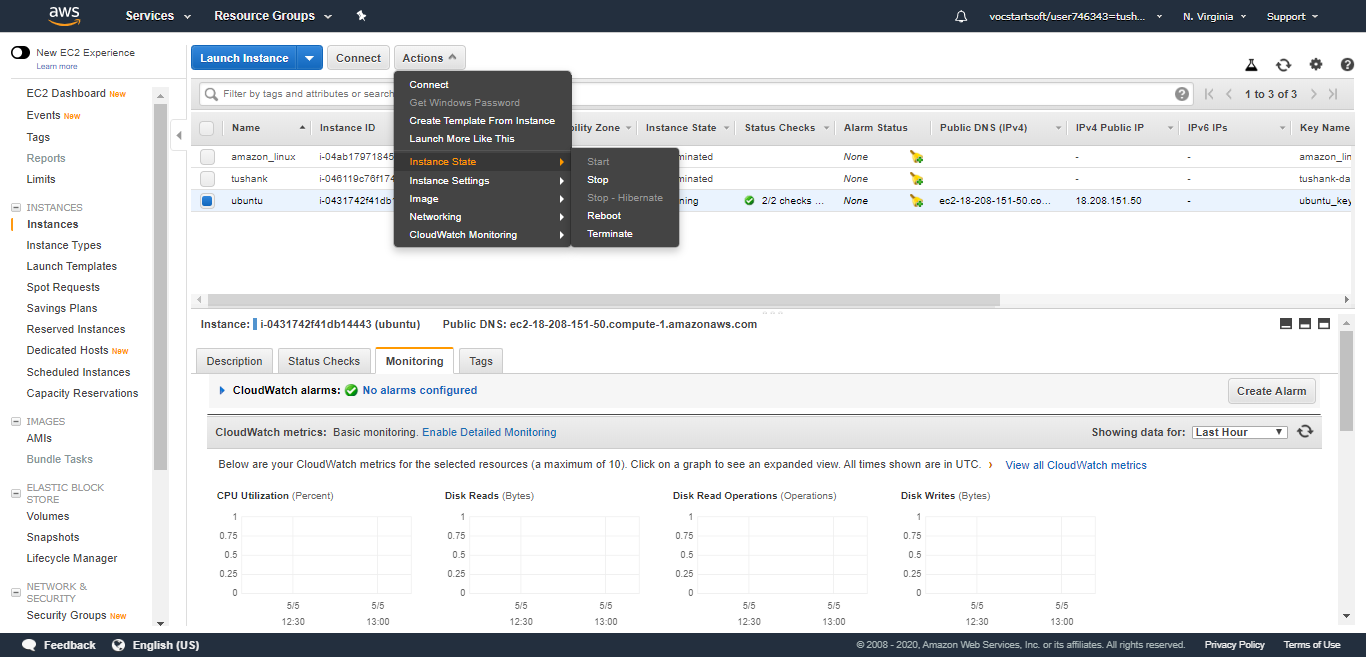 aws
Services
Resource Groups
vocstartsoft/user746343=tush...
N. Virginia
Support
New EC2 Experience
Learn more
EC2 Dashboard New
Events New
Tags
Reports
Limits
INSTANCES
Instances
Instance Types
Launch Templates
Spot Requests
Savings Plans
Reserved Instances
Dedicated Hosts New
Scheduled Instances
Capacity Reservations
IMAGES
AMIs
Bundle Tasks
ELASTIC BLOCK
STORE
Volumes
Snapshots
Lifecycle Manager
NETWORK &
SECURITY
Security Groups New
Launch Instance
Connect
Actions
Filter by tags and attributes or search
1 to 3 of 3
Name Instance ID bility Zone Instance State Status Checks Alarm Status Public DNS (IPv4) IPv4 Public IP IPv6 IPs Key Name
amazon_linux i-04ab17971845 minated None - - amazon_lin
tushank i-046119c76f174 minated None - - tushank-da
ubuntu i-0431742f41db1 ning 2/2 checks ... None ec2-18-208-151-50.co... 18.208.151.50 - ubuntu_key
Connect
Get Windows Password
Create Template From Instance
Launch More Like This
Instance State
Instance Settings
Image
Networking
CloudWatch Monitoring
Start
Stop
Stop - Hibernate
Reboot
Terminate
Instance: i-0431742f41db14443 (ubuntu) Public DNS: ec2-18-208-151-50.compute-1.amazonaws.com
Description
Status Checks
Monitoring
Tags
CloudWatch alarms: No alarms configured
Create Alarm
CloudWatch metrics: Basic monitoring. Enable Detailed Monitoring
Showing data for: Last Hour
Below are your CloudWatch metrics for the selected resources (a maximum of 10). Click on a graph to see an expanded view. All times shown are in UTC. › View all CloudWatch metrics
CPU Utilization (Percent)
1
0.75
0.5
0.25
0
5/5 5/5
12:30 13:00
Disk Reads (Bytes)
1
0.75
0.5
0.25
0
5/5 5/5
12:30 13:00
Disk Read Operations (Operations)
1
0.75
0.5
0.25
0
5/5 5/5
12:30 13:00
Disk Writes (Bytes)
1
0.75
0.5
0.25
0
5/5 5/5
12:30 13:00
Feedback
English (US)
© 2008 - 2020, Amazon Web Services, Inc. or its affiliates. All rights reserved.
Privacy Policy
Terms of Use